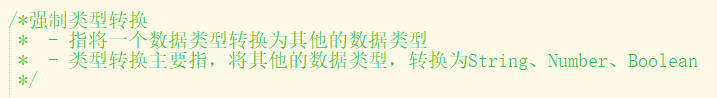 /*强制类型转换
*  - 指将一个数据类型转换为其他的数据类型
*  - 类型转换主要指，将其他的数据类型，转换为String、Number、Boolean
*/